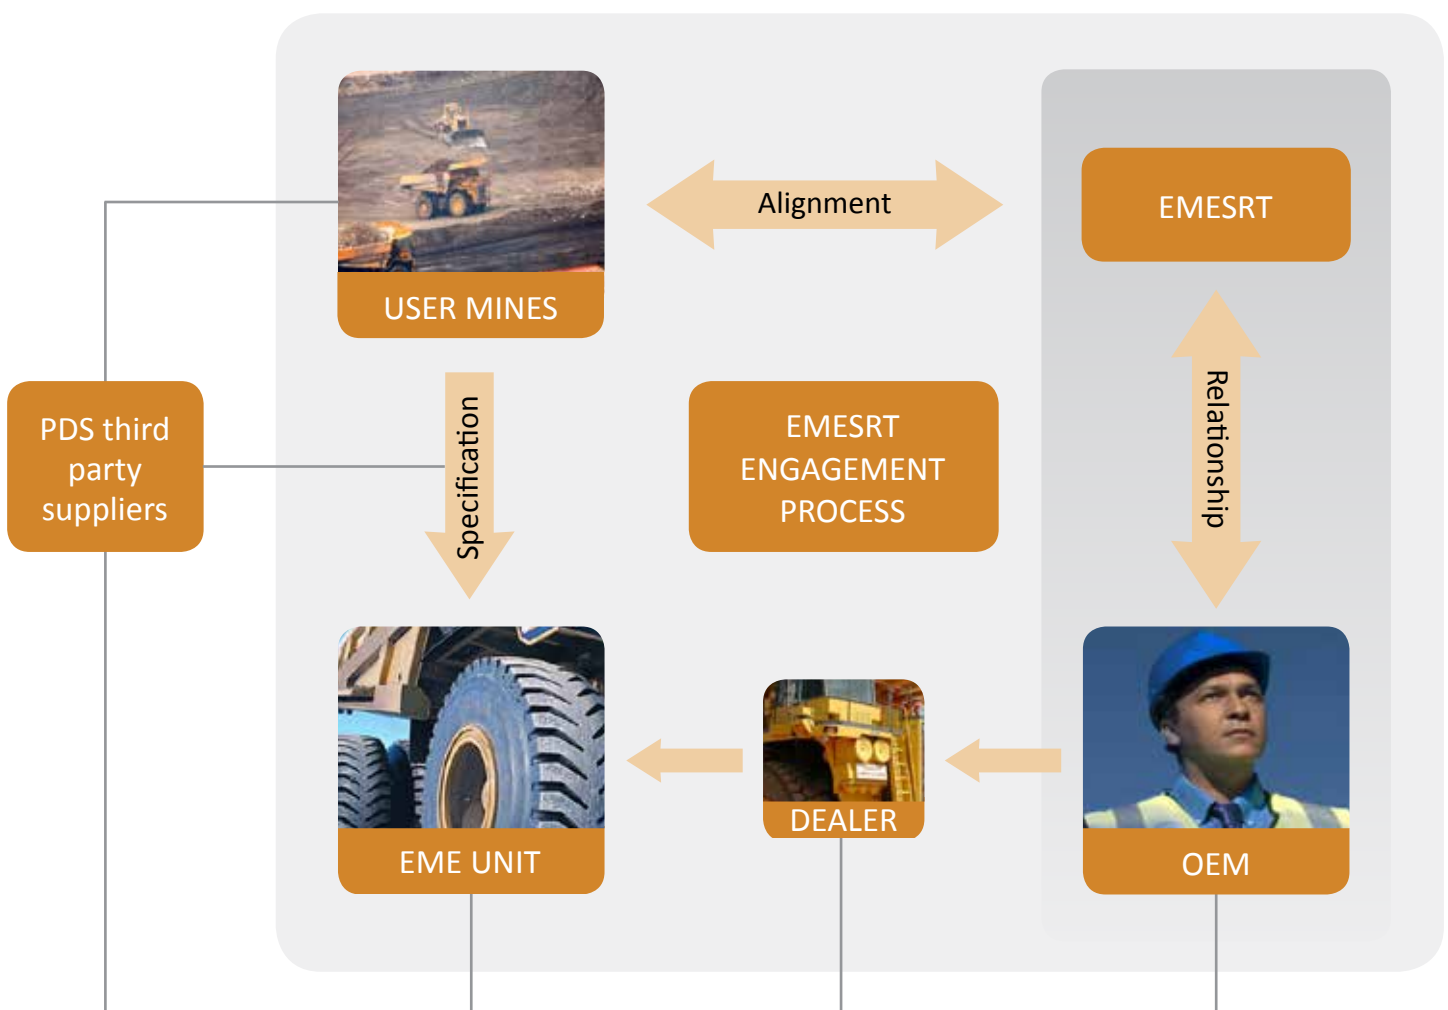 Alignment
EMESRT
USER MINES
PDS third
party
suppliers
Specification
EMESRT
ENGAGEMENT
PROCESS
Relationship
EME UNIT
DEALER
OEM